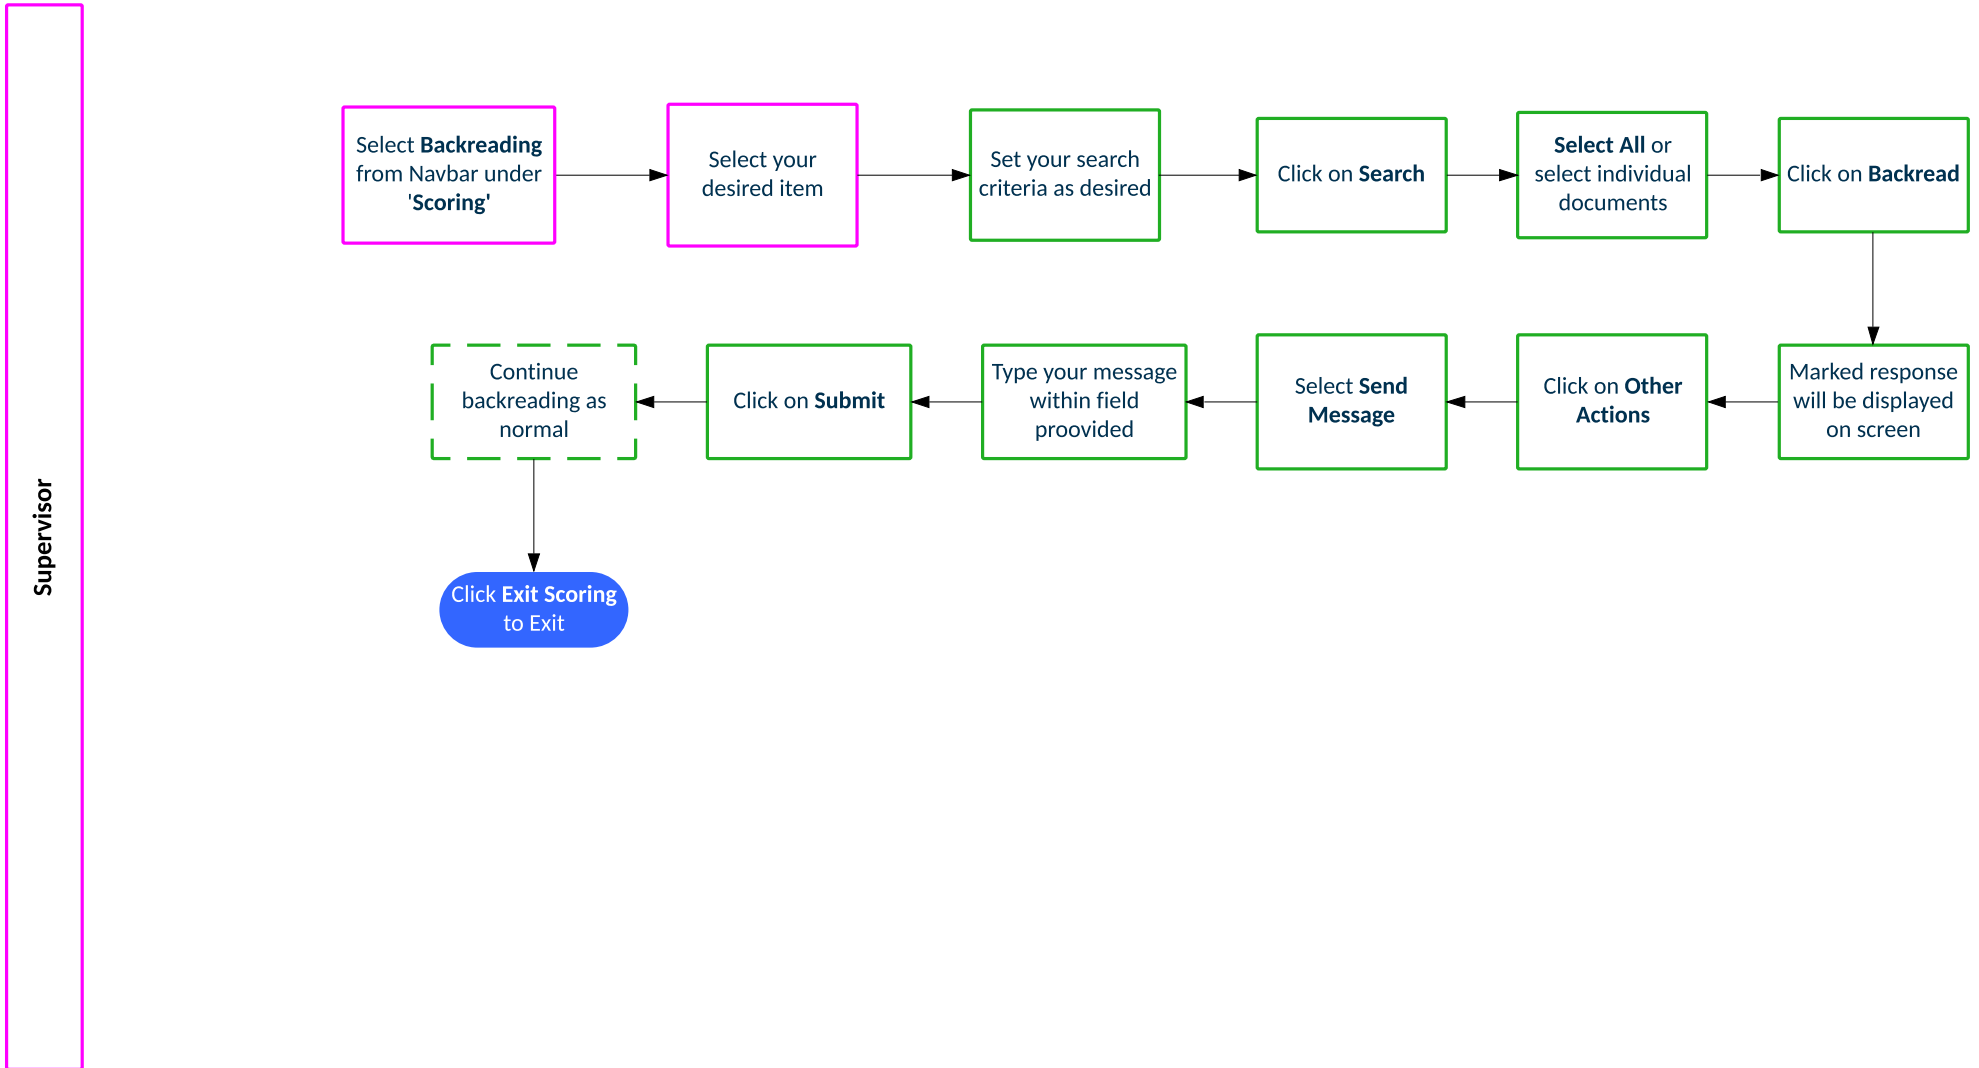 Supervisor
Select Backreading
from Navbar under
'Scoring'
Select your
desired item
Set your search
criteria as desired
Click on Search
Select All or
select individual
documents
Click on Backread
Marked response
will be displayed
on screen
Click on Other
Actions
Select Send
Message
Type your message
within field
proovided
Click on Submit
Continue
backreading as
normal
Click Exit Scoring
to Exit